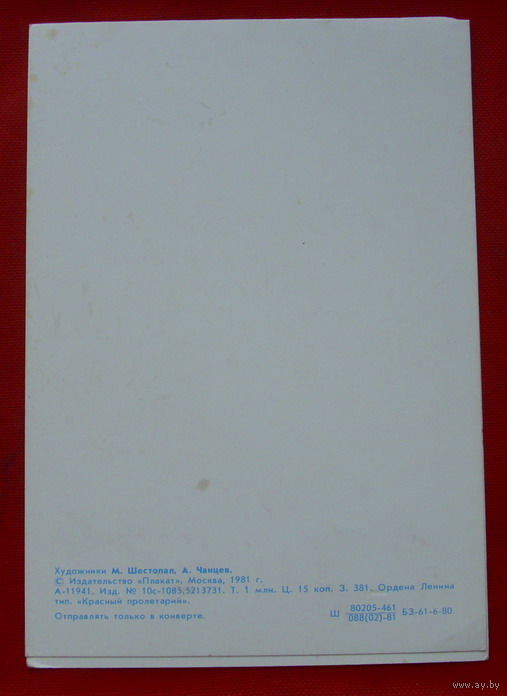 Художники М. Шестопал, А. Чанцев.
© Издательство «Плакат». Москва, 1981 г.
А-11941. Изд. № 10с-1085.5213731. Т. 1 млн. Ц. 15 коп. З. 381. Ордена Ленина
тип. «Красный пролетарий».
Отправлять только в конверте.
Ш 80205-461 БЗ-61-6-80.
088(02)-81
www.ay.by